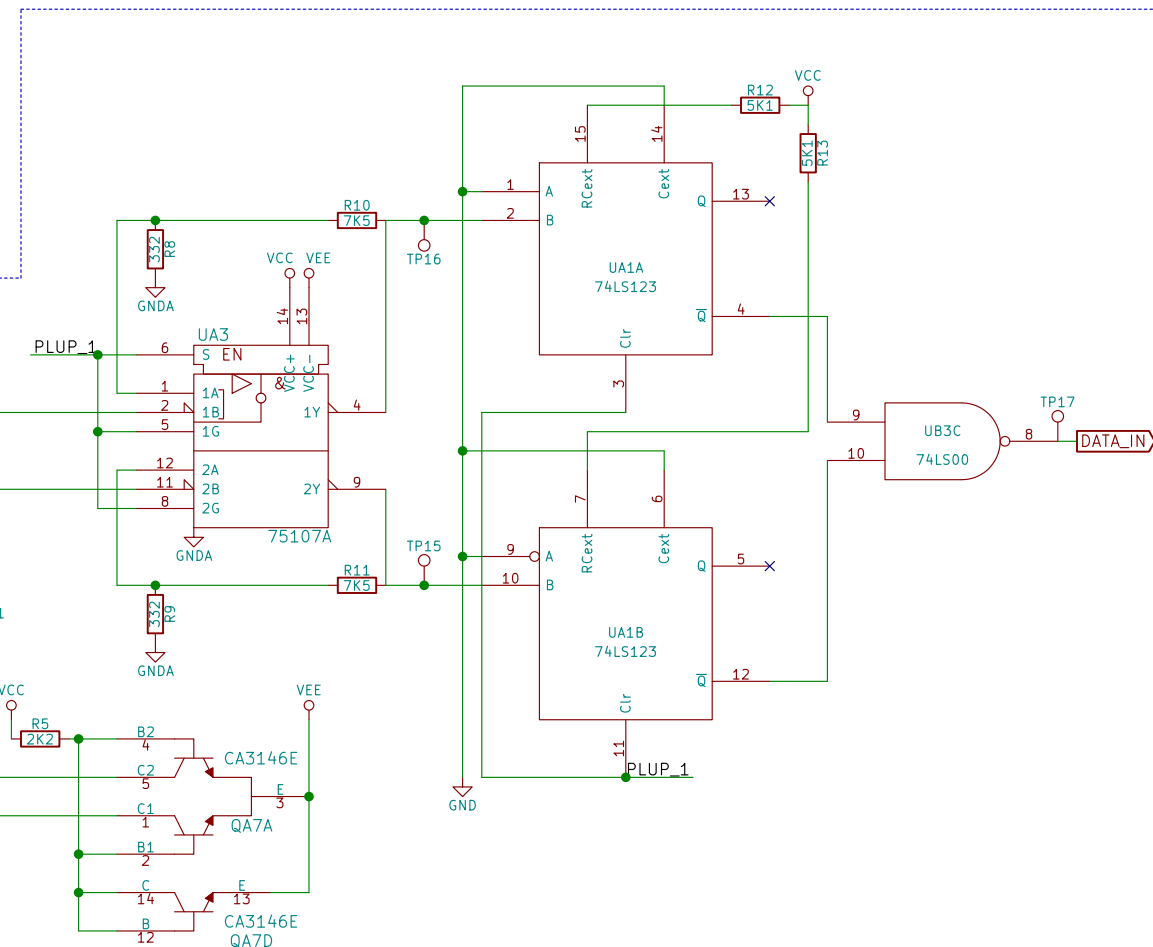 VCC
R12
5K1
15
14
5K1
R13
RCext
Cext
1
A
Q
13
2
B
R10
7K5
TP16
332
R8
GNDA
VCC
VEE
UA1A
74LS123
14
13
Q
4
Clr
3
UA3
PLUP_1
6
S
EN
VCC+
VCC-
&
1
1A
2
1B
1Y
4
5
1G
12
2A
11
2B
2Y
9
8
2G
75107A
GNDA
9
10
UB3C
74LS00
8
TP17
DATA_IN
7
6
RCext
Cext
TP15
9
A
Q
5
10
B
R11
7K5
332
R9
GNDA
1
UA1B
74LS123
Q
12
Clr
11
PLUP_1
GND
VCC
VEE
R5
2K2
B2
4
CA3146E
C2
5
E
3
C1
1
QA7A
B1
2
C
14
E
13
CA3146E
B
12
QA7D